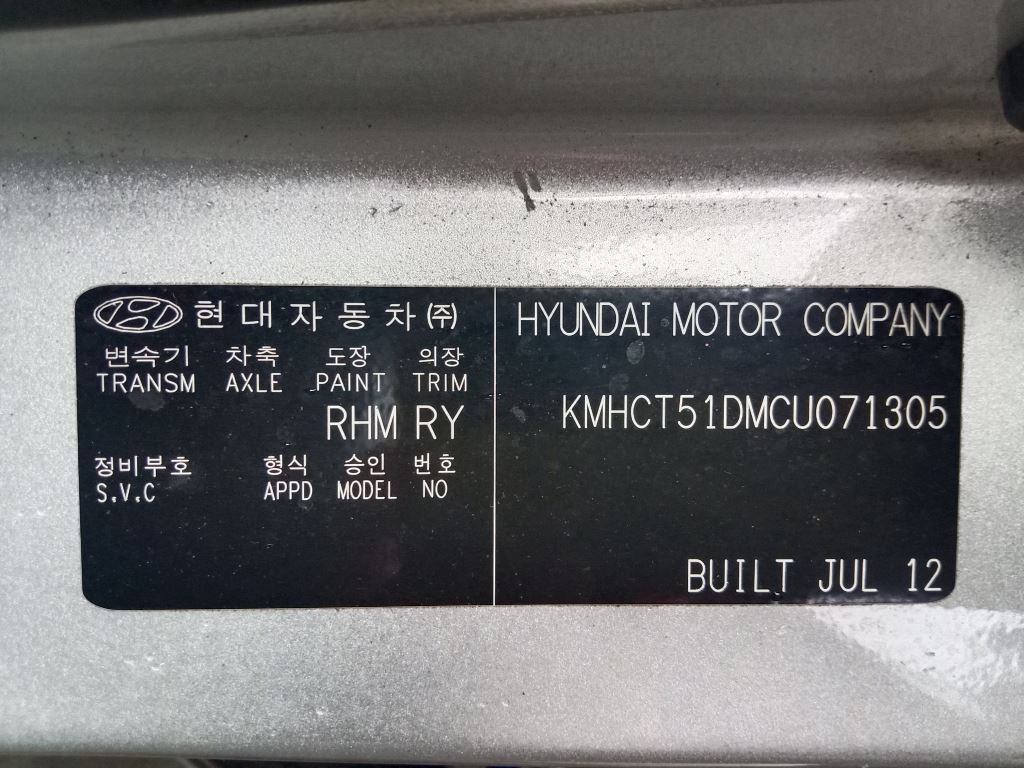 현대자동차㈜
변속기 차축 도장 의장
TRANSM AXLE PAINT TRIM
RHM RY
정비부호 형식 승인 번호
S.V.C APPD MODEL NO
HYUNDAI MOTOR COMPANY
KMHCT51DMCU071305
BUILT JUL 12